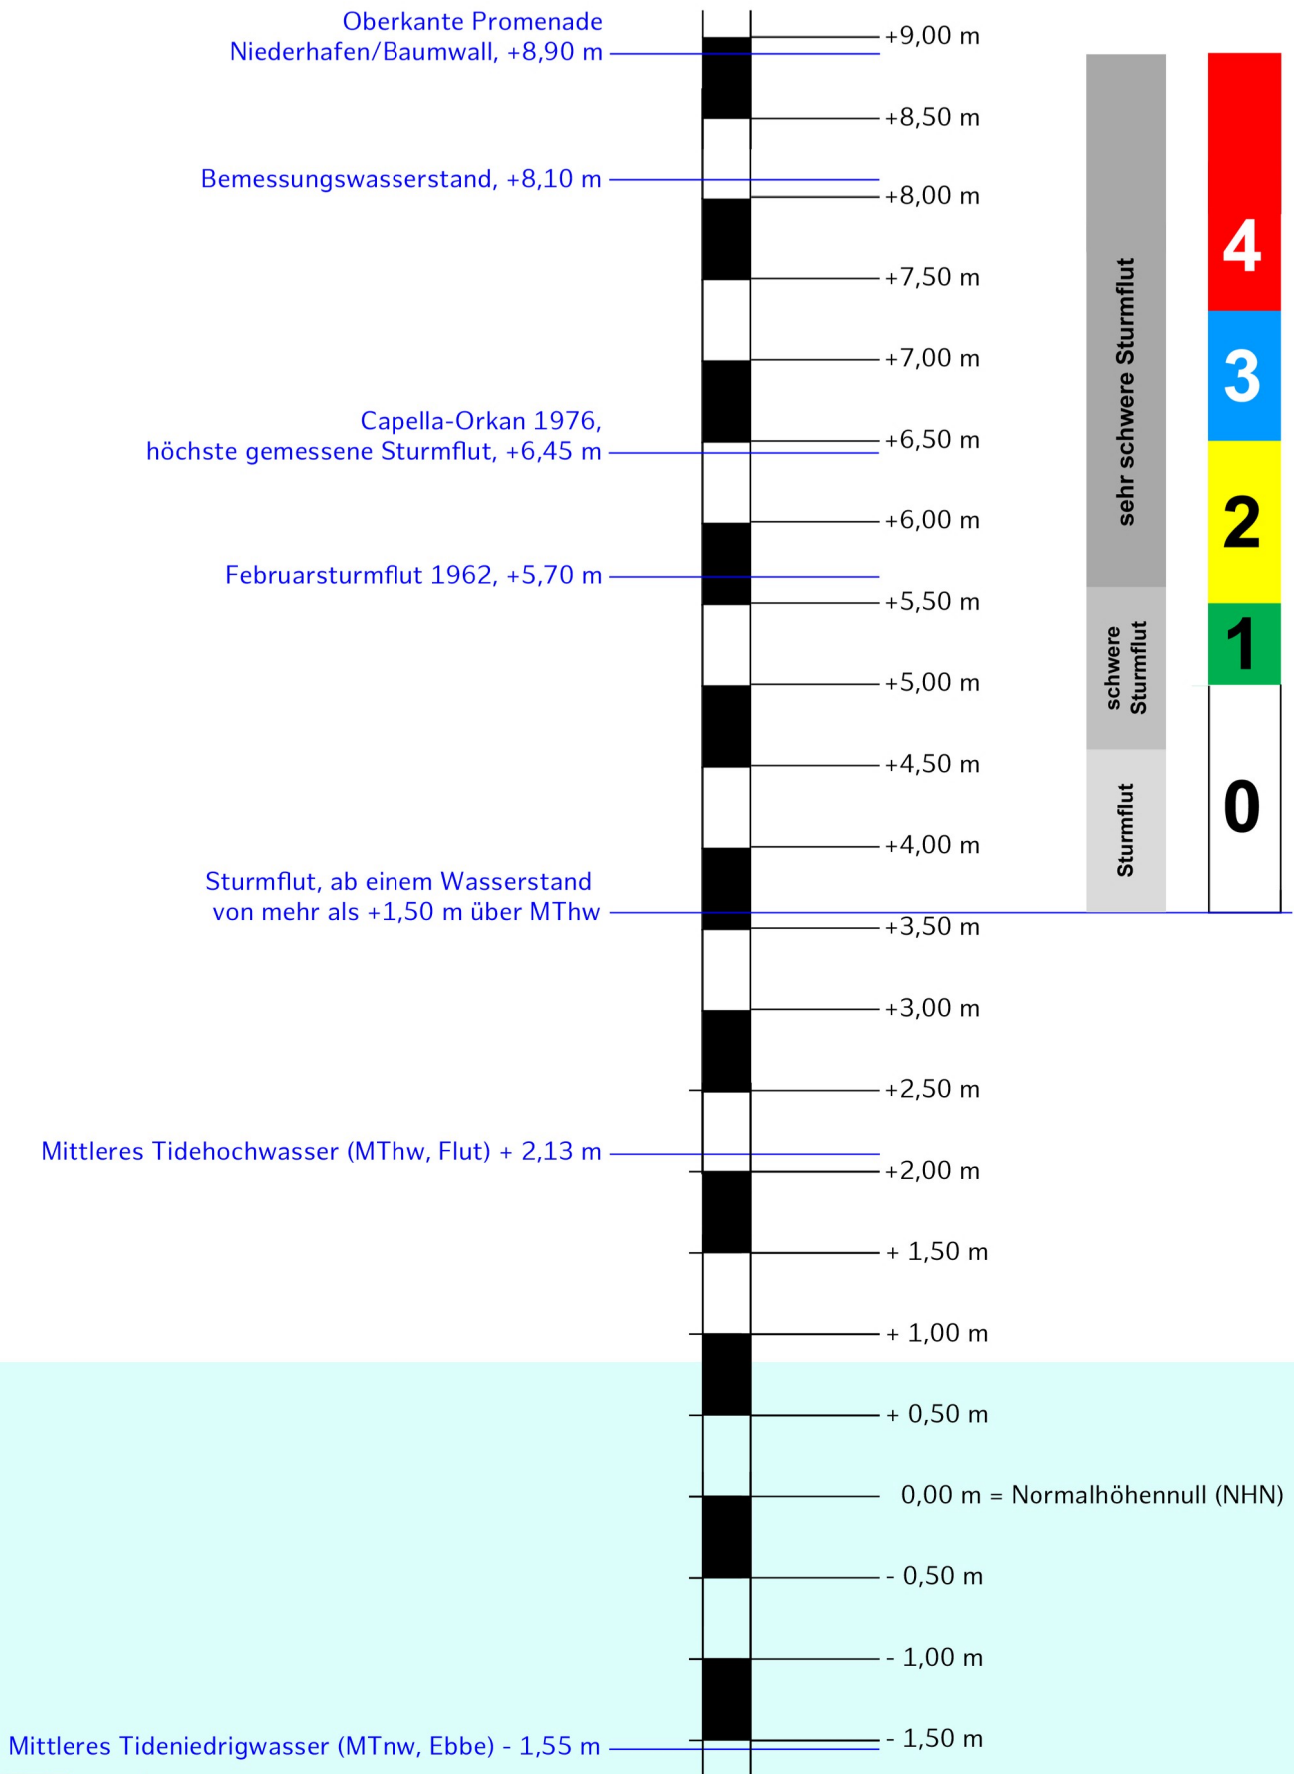 Oberkante Promenade
Niederhafen/Baumwall, +8,90 m
+9,00 m
+8,50 m
Bemessungswasserstand, +8,10 m
+8,00 m
+7,50 m
+7,00 m
Capella-Orkan 1976,
höchste gemessene Sturmflut, +6,45 m
+6,50 m
+6,00 m
Februarsturmflut 1962, +5,70 m
+5,50 m
+5,00 m
+4,50 m
+4,00 m
Sturmflut, ab einem Wasserstand
von mehr als +1,50 m über MThw
+3,50 m
+3,00 m
+2,50 m
Mittleres Tidehochwasser (MThw, Flut) + 2,13 m
+2,00 m
+ 1,50 m
+ 1,00 m
+ 0,50 m
0,00 m = Normalhöhennull (NHN)
- 0,50 m
- 1,00 m
Mittleres Tideniedrigwasser (MTnw, Ebbe) - 1,55 m
- 1,50 m
sehr schwere Sturmflut
schwere
Sturmflut
Sturmflut
4
3
2
1
0